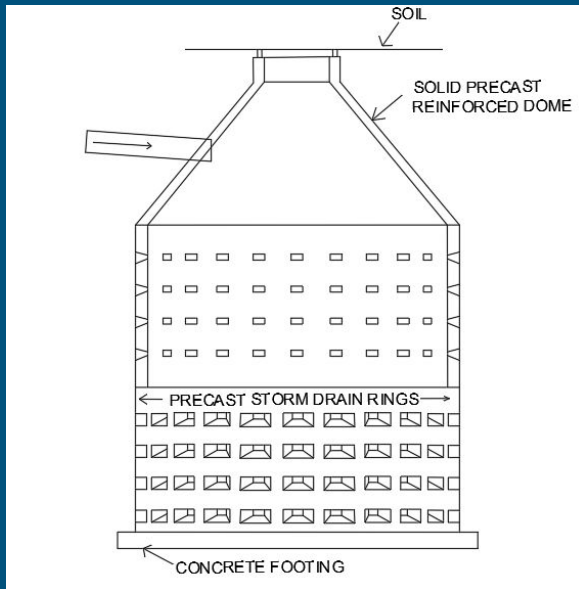 SOIL
SOLID PRECAST
REINFORCED DOME
PRECAST STORM DRAIN RINGS
CONCRETE FOOTING